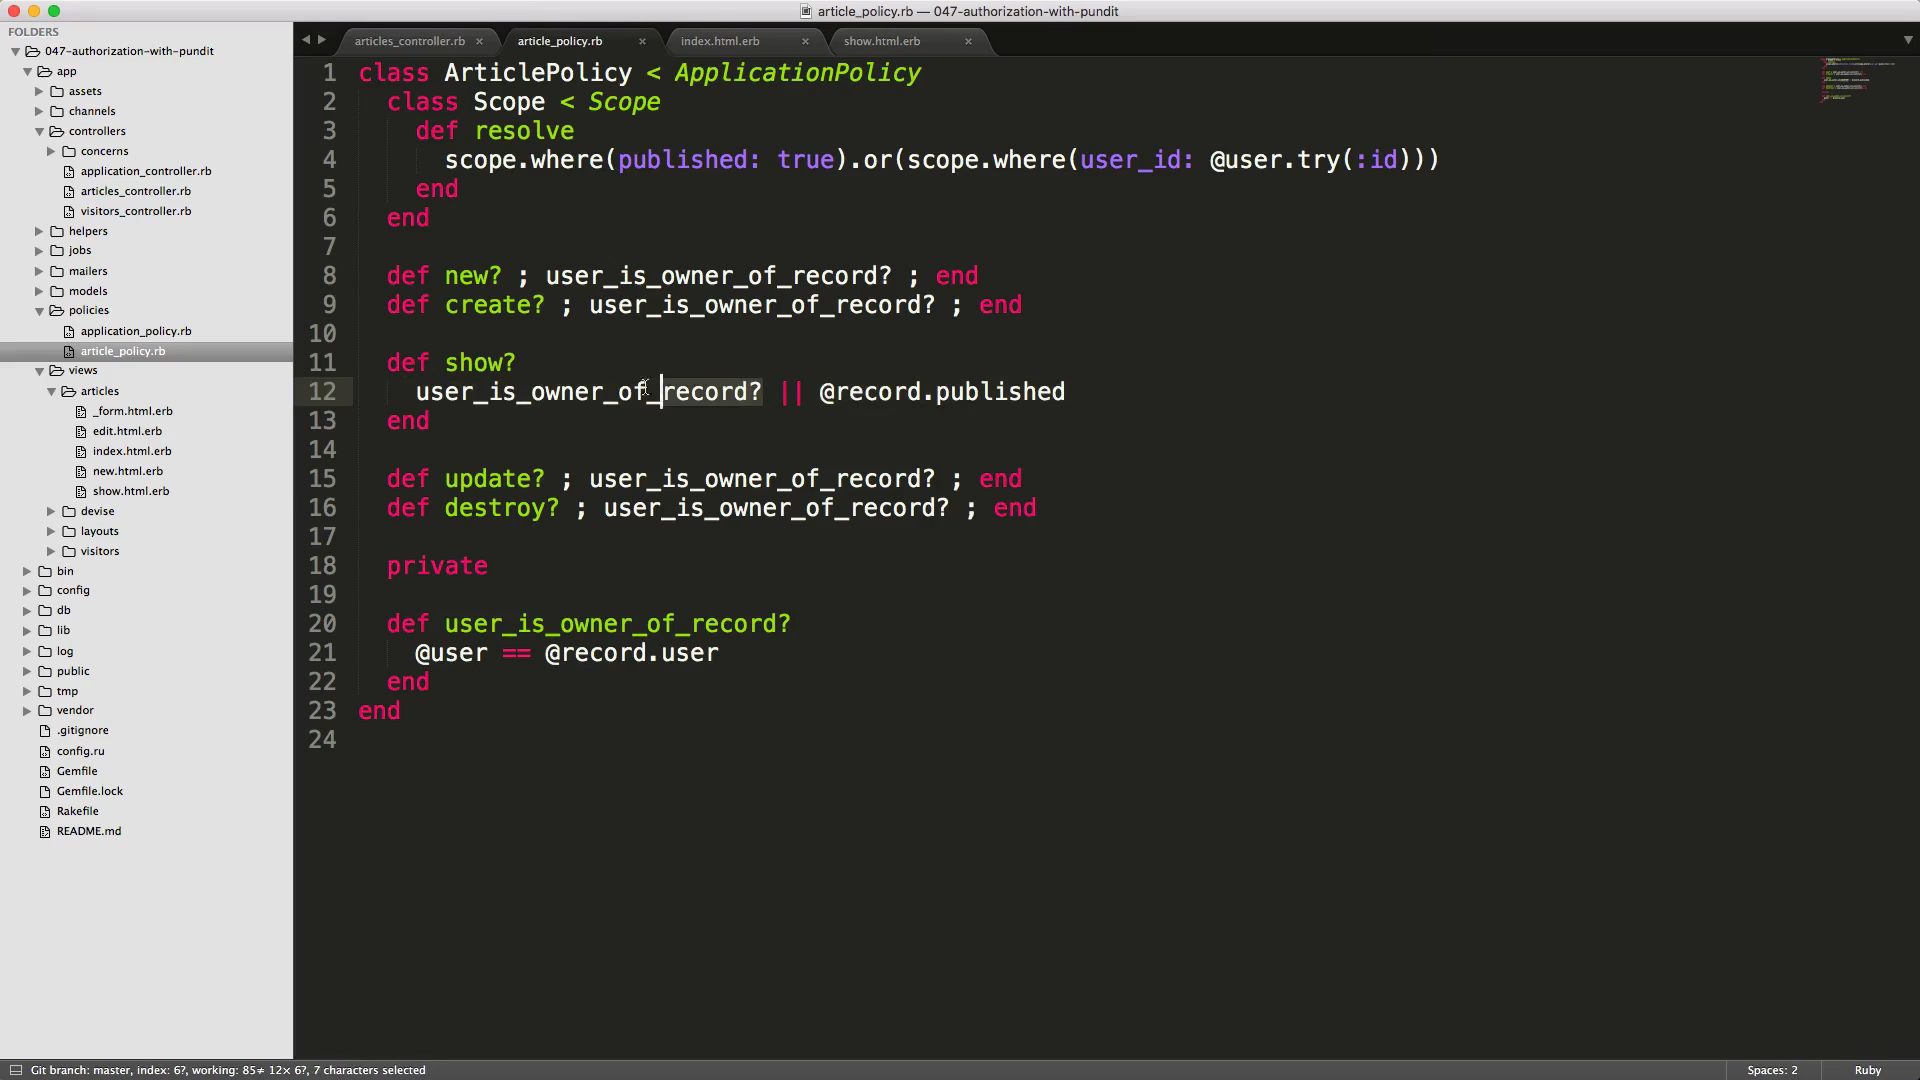 article_policy.rb — 047-authorization-with-pundit
FOLDERS
047-authorization-with-pundit
app
assets
channels
controllers
concerns
application_controller.rb
articles_controller.rb
visitors_controller.rb
helpers
jobs
mailers
models
policies
application_policy.rb
article_policy.rb
views
articles
_form.html.erb
edit.html.erb
index.html.erb
new.html.erb
show.html.erb
devise
layouts
visitors
bin
config
db
lib
log
public
tmp
vendor
.gitignore
config.ru
Gemfile
Gemfile.lock
Rakefile
README.md
articles_controller.rb × article_policy.rb × index.html.erb × show.html.erb ×
1 class ArticlePolicy < ApplicationPolicy
2 class Scope < Scope
3 def resolve
4 scope.where(published: true).or(scope.where(user_id: @user.try(:id)))
5 end
6 end
7
8 def new? ; user_is_owner_of_record? ; end
9 def create? ; user_is_owner_of_record? ; end
10
11 def show?
12 user_is_owner_of_record? || @record.published
13 end
14
15 def update? ; user_is_owner_of_record? ; end
16 def destroy? ; user_is_owner_of_record? ; end
17
18 private
19
20 def user_is_owner_of_record?
21 @user == @record.user
22 end
23 end
24
Git branch: master, index: 6?, working: 85≠ 12× 6?, 7 characters selected
Spaces: 2
Ruby